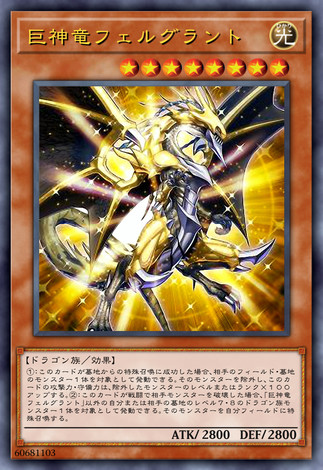 巨神竜フェルグラント
光
【ドラゴン族／効果】
①:このカードが墓地からの特殊召喚に成功した場合、相手のフィールド・墓地
のモンスター１体を対象として発動できる。そのモンスターを除外し、このカー
ドの攻撃力・守備力は、除外したモンスターのレベルまたはランク×１００
アップする。②:このカードが戦闘で相手モンスターを破壊した場合、「巨神竜
フェルグラント」以外の自分または相手の墓地のレベル７・８のドラゴン族モ
ンスター１体を対象として発動できる。そのモンスターを自分フィールドに特殊
召喚する。
ATK/ 2800 DEF/ 2800
60681103